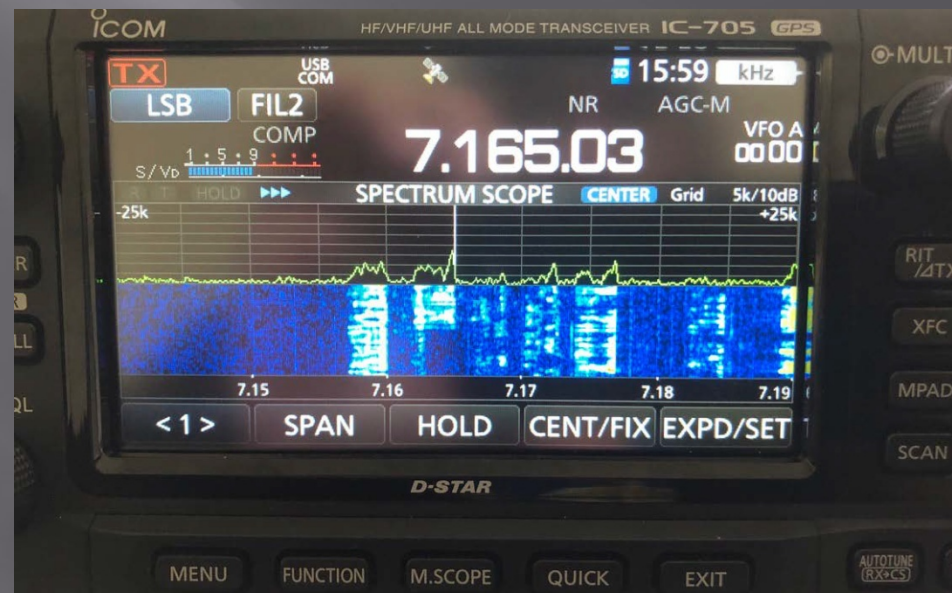 ICOM HF/VHF/UHF ALL MODE TRANSCEIVER IC-705 GPS
MULT
TX USB COM SD 15:59 kHz
LSB FIL2 NR AGC-M
COMP 7.165.03 VFO A
1 5 9
S/VD
R T HOLD SPECTRUM SCOPE CENTER Grid 5k/10dB
-25k +25k
7.15 7.16 7.17 7.18 7.19
<1> SPAN HOLD CENT/FIX EXPD/SET
D-STAR
MENU FUNCTION M.SCOPE QUICK EXIT
RIT
XFC
MPAD
SCAN
AUTOTUNE
RX→CS